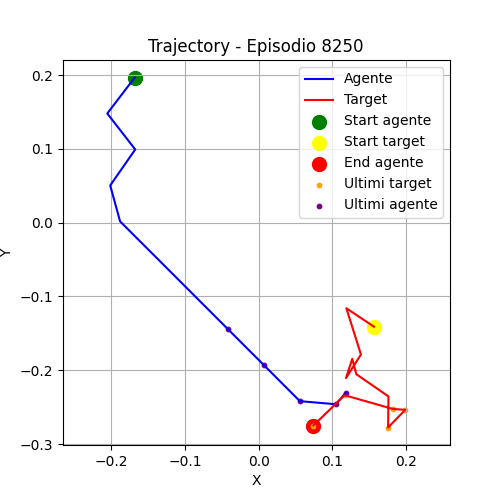 Trajectory - Episodio 8250
Agente
Target
Start agente
Start target
End agente
Ultimi target
Ultimi agente
0.2
0.1
0.0
−0.1
−0.2
−0.3
Y
−0.2 −0.1 0.0 0.1 0.2
X